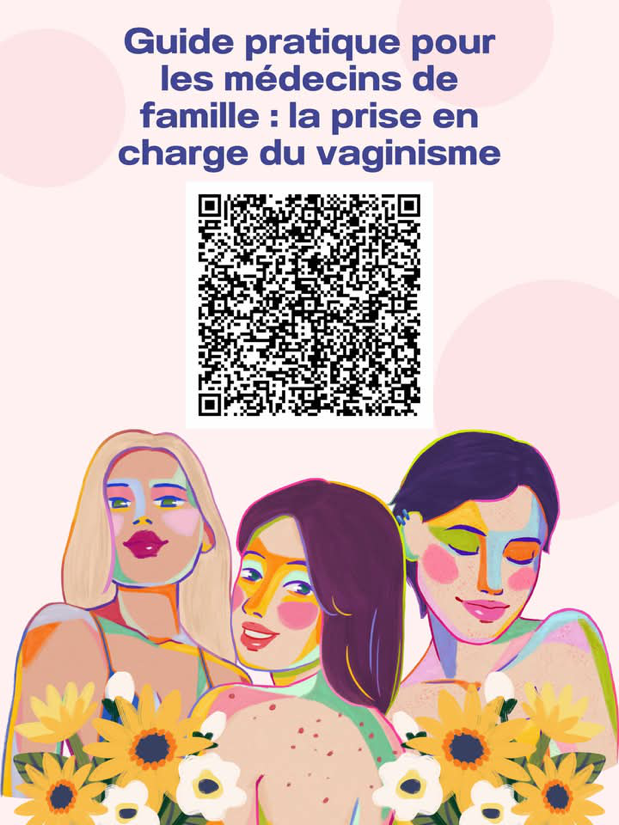 Guide pratique pour
les médecins de
famille : la prise en
charge du vaginisme